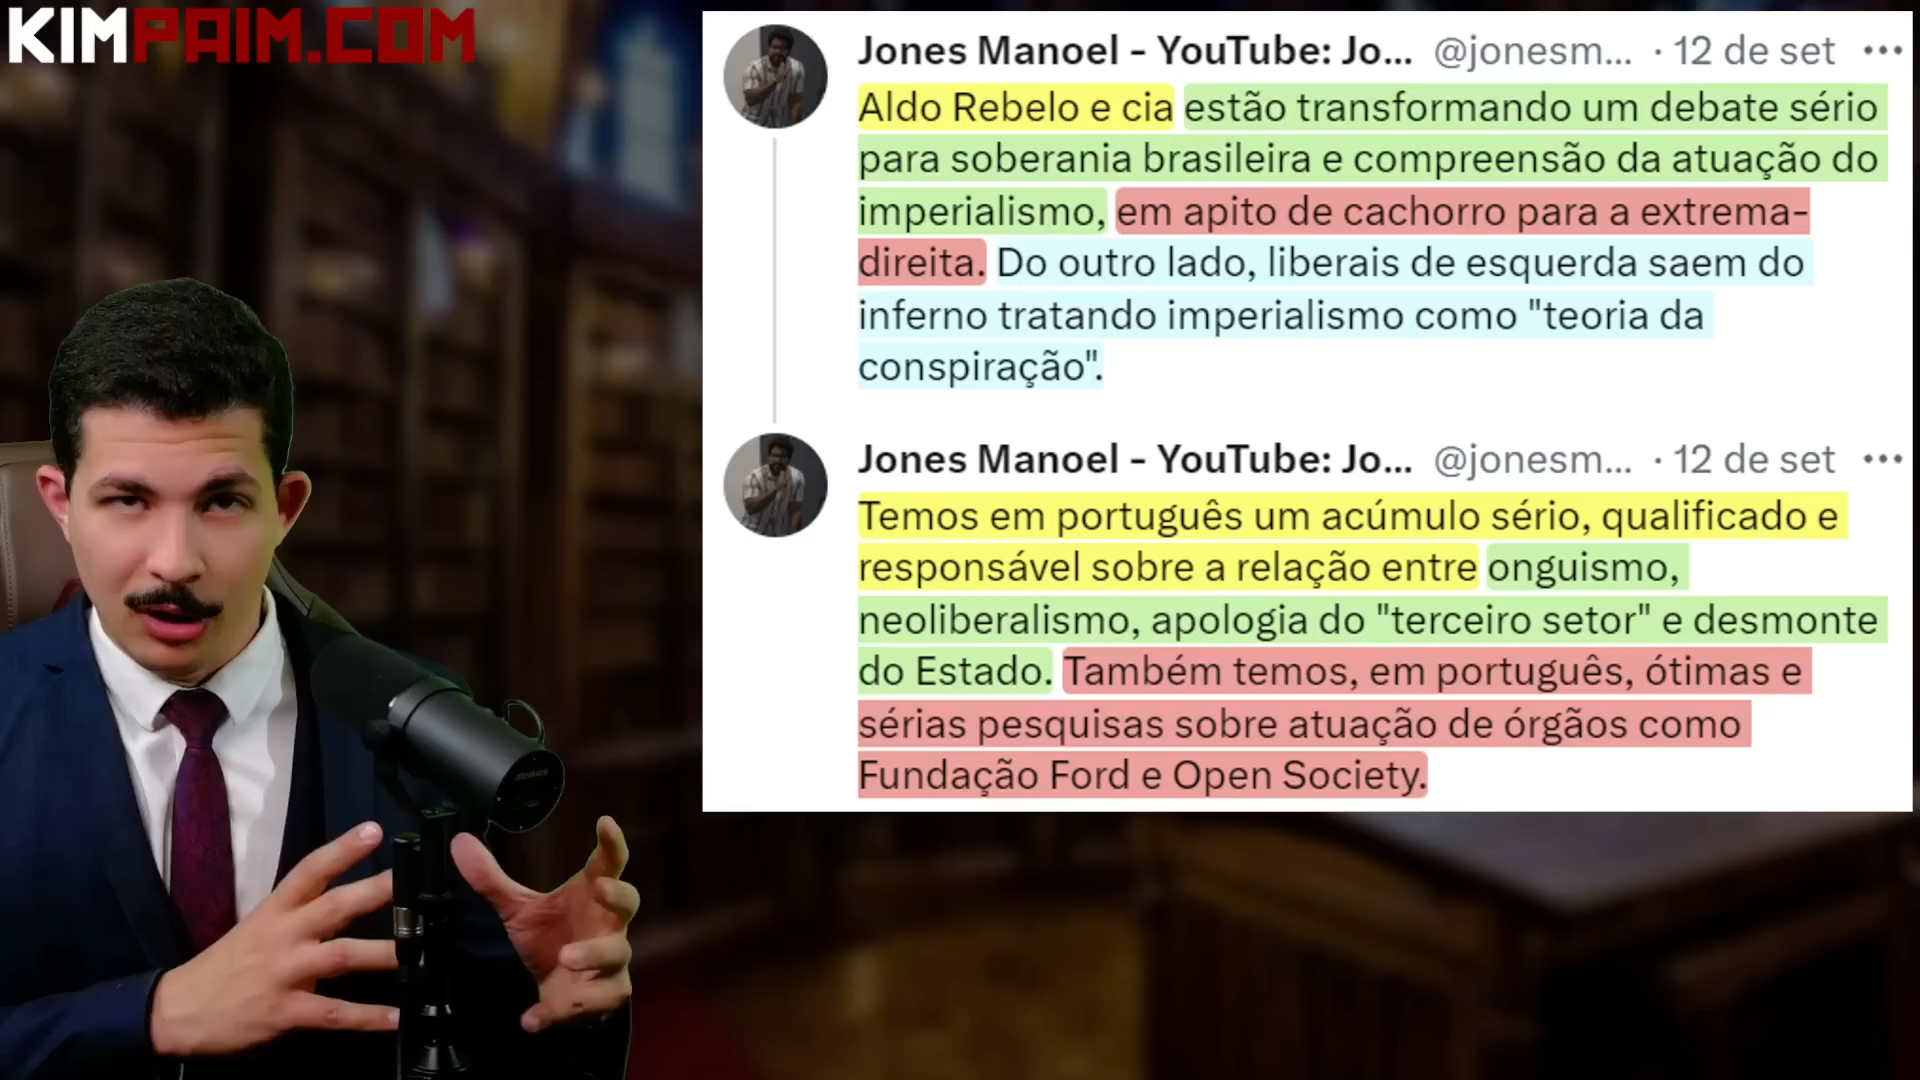 KIMPAIM.COM
Jones Manoel - YouTube: Jo... @jonesm... · 12 de set ···
Aldo Rebelo e cia estão transformando um debate sério
para soberania brasileira e compreensão da atuação do
imperialismo, em apito de cachorro para a extrema-
direita. Do outro lado, liberais de esquerda saem do
inferno tratando imperialismo como "teoria da
conspiração".
Jones Manoel - YouTube: Jo... @jonesm... · 12 de set ···
Temos em português um acúmulo sério, qualificado e
responsável sobre a relação entre onguismo,
neoliberalismo, apologia do "terceiro setor" e desmonte
do Estado. Também temos, em português, ótimas e
sérias pesquisas sobre atuação de órgãos como
Fundação Ford e Open Society.